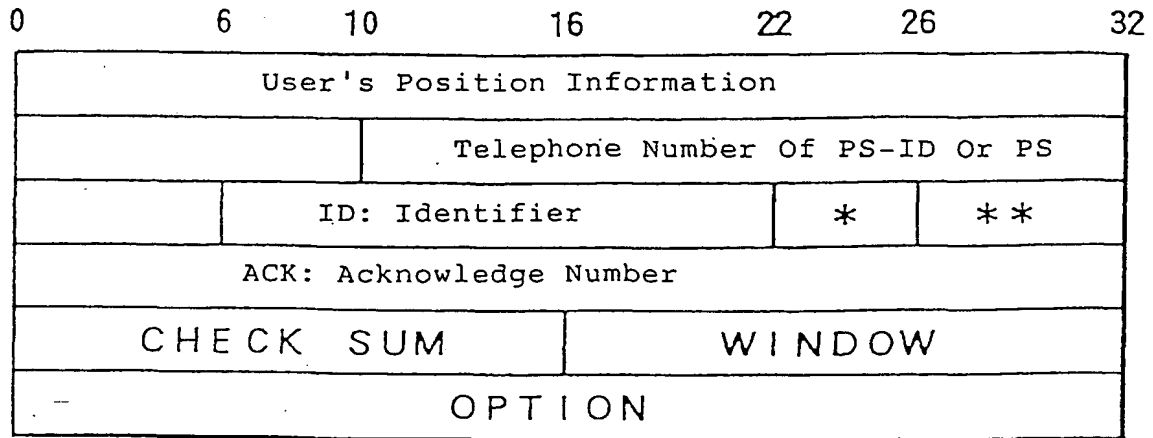 0 6 10 16 22 26 32
User's Position Information
Telephone Number Of PS-ID Or PS
ID: Identifier * **
ACK: Acknowledge Number
CHECK SUM WINDOW
OPTION